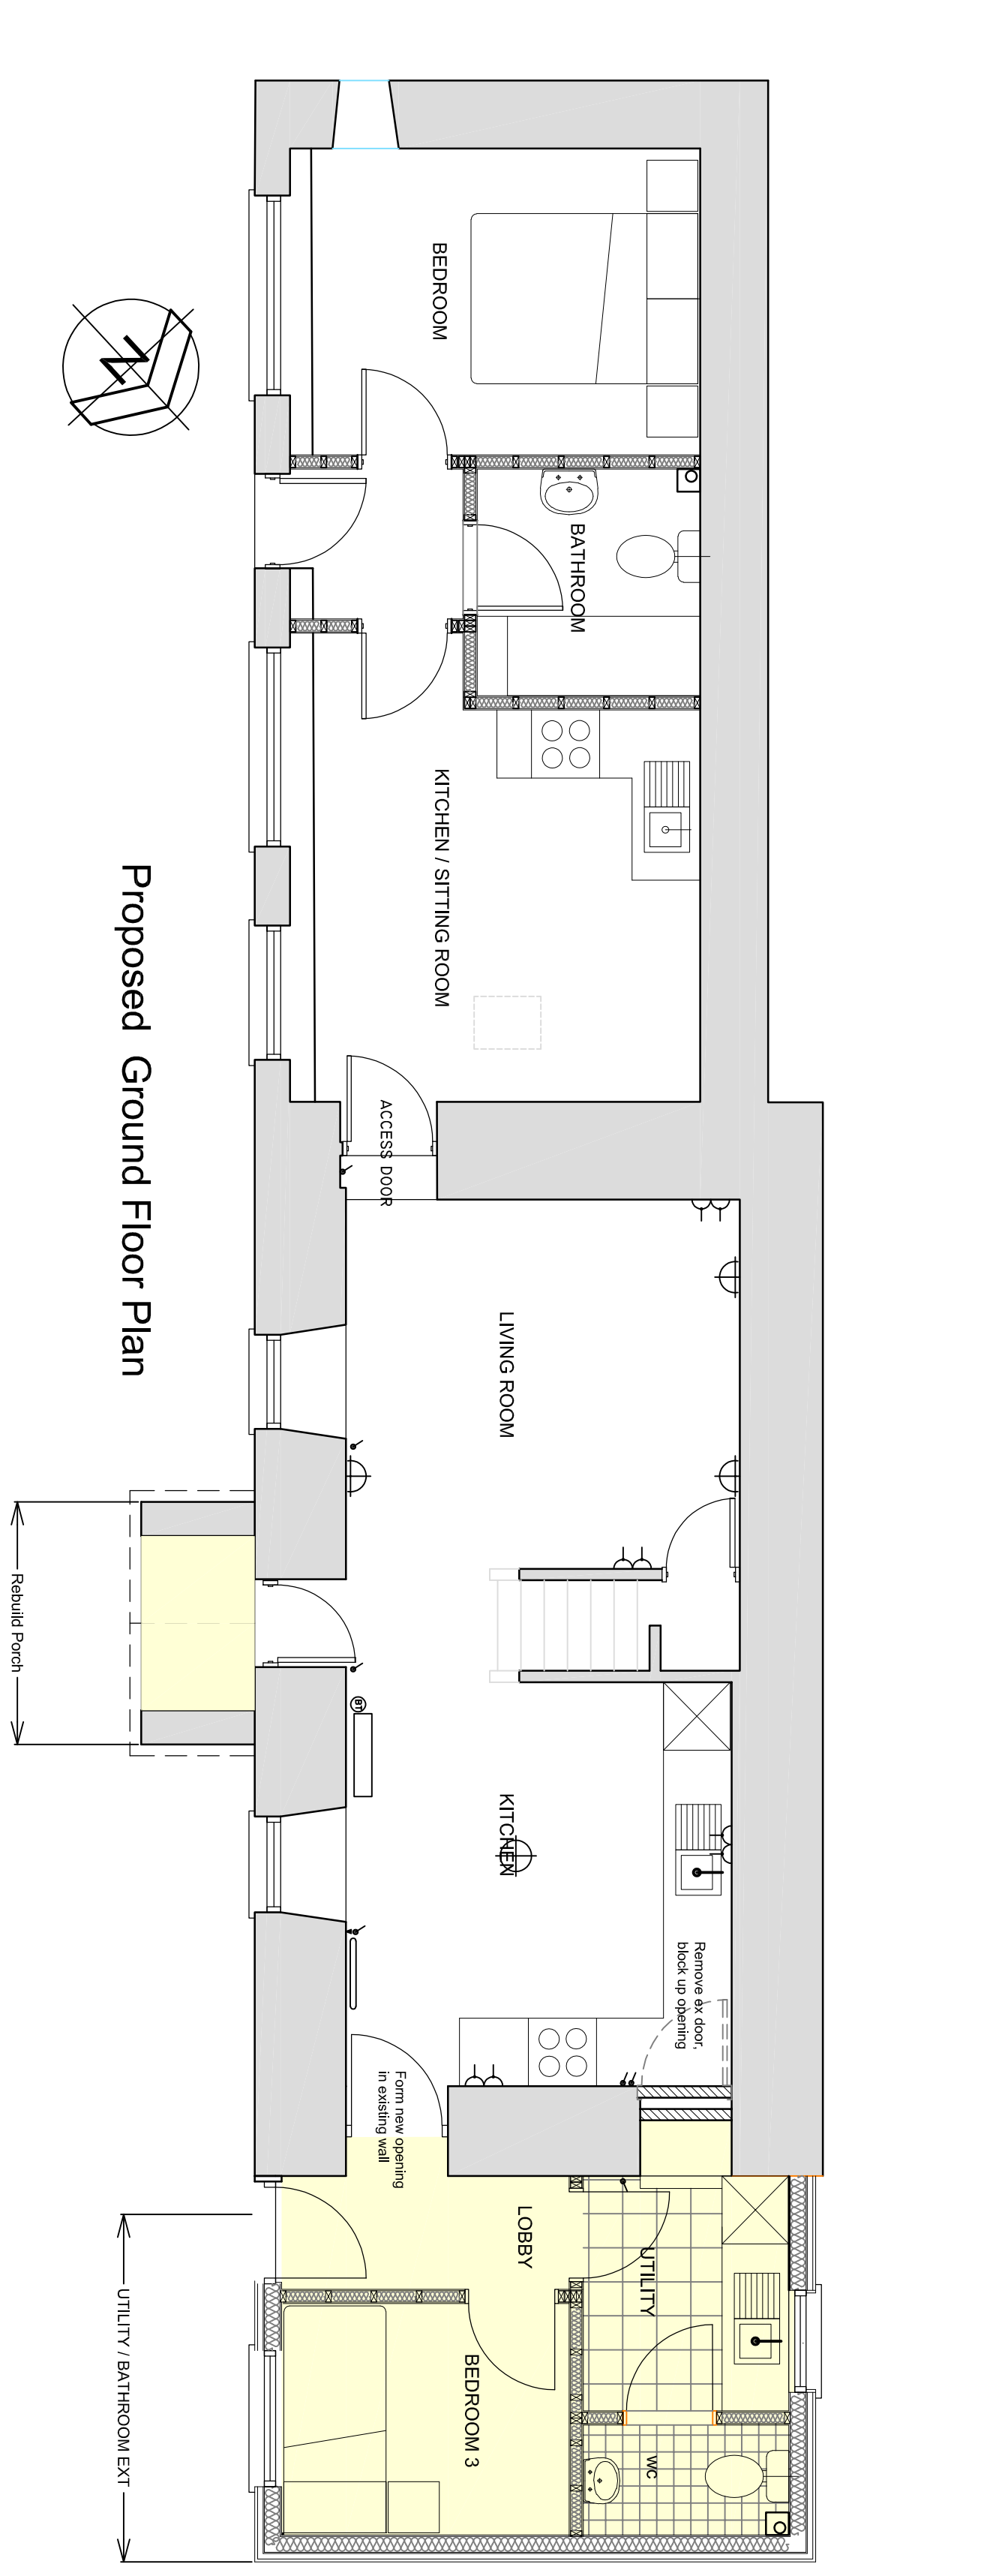 BEDROOM
N
BATHROOM
KITCHEN / SITTING ROOM
Proposed Ground Floor Plan
ACCESS DOOR
LIVING ROOM
Rebuild Porch
BT
KITCHEN
Remove ex door,
block up opening
Form new opening
in existing wall
LOBBY
UTILITY
UTILITY / BATHROOM EXT
BEDROOM 3
WC